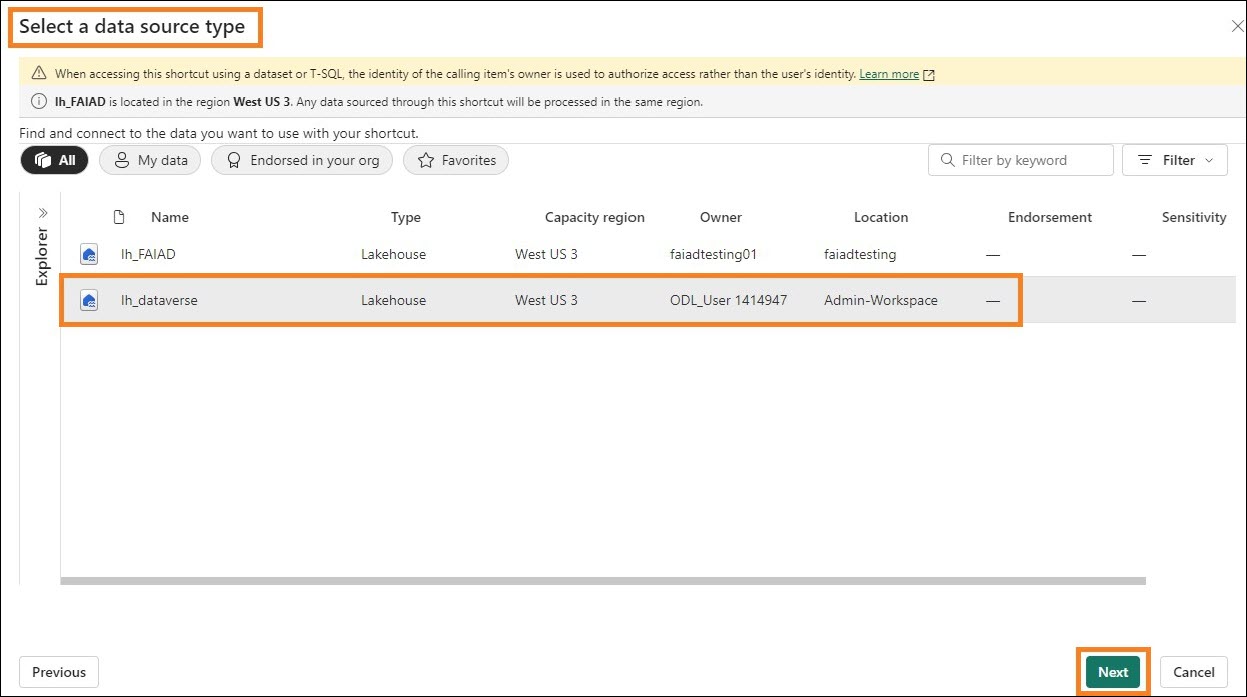 Select a data source type
When accessing this shortcut using a dataset or T-SQL, the identity of the calling item's owner is used to authorize access rather than the user's identity. Learn more
lh_FAIAD is located in the region West US 3. Any data sourced through this shortcut will be processed in the same region.
Find and connect to the data you want to use with your shortcut.
All My data Endorsed in your org Favorites Filter by keyword Filter
Explorer
Name Type Capacity region Owner Location Endorsement Sensitivity
lh_FAIAD Lakehouse West US 3 faiadtesting01 faiadtesting — —
lh_dataverse Lakehouse West US 3 ODL_User 1414947 Admin-Workspace — —
Previous Next Cancel